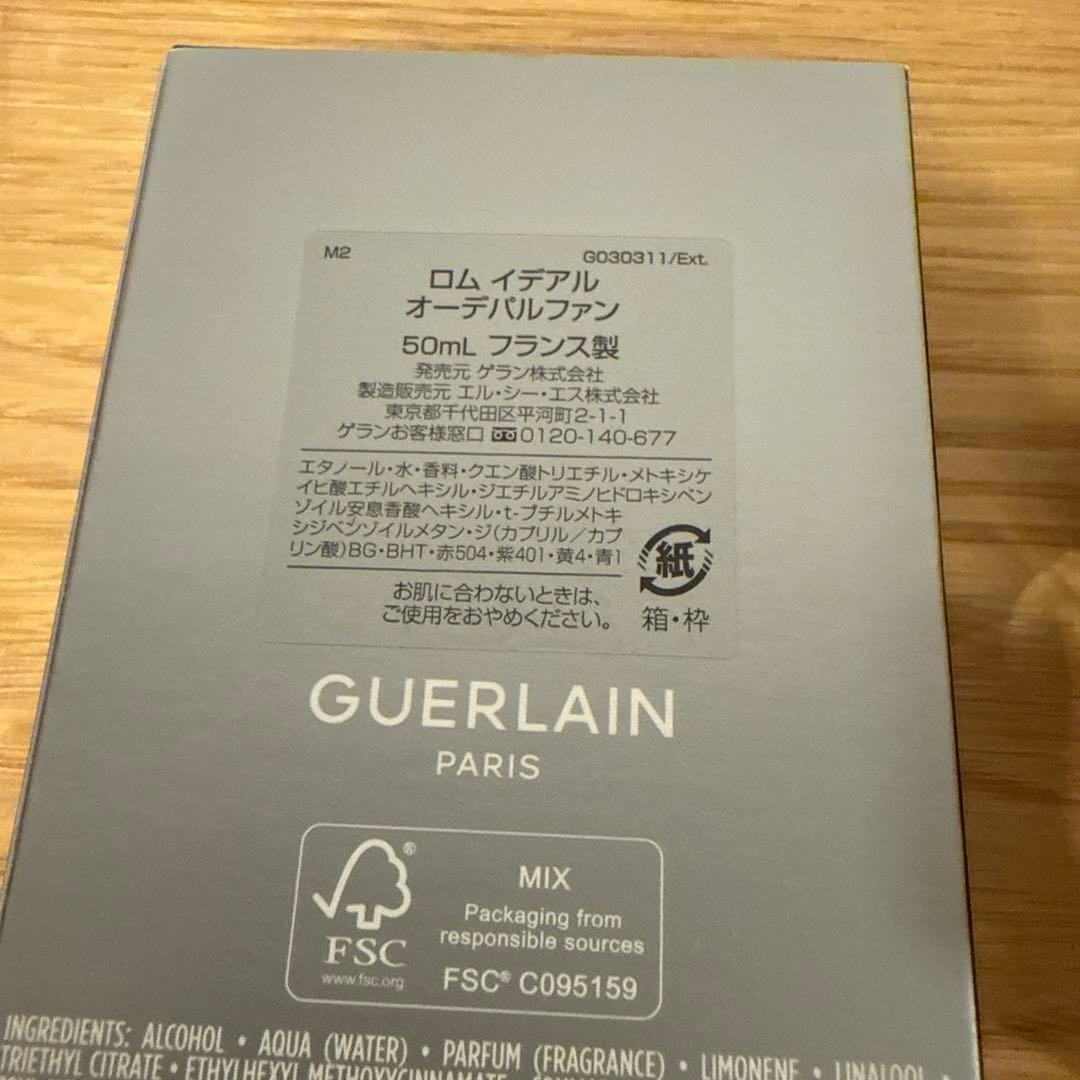 M2 G030311/Ext.
ロム イデアル
オーデパルファン
50mL フランス製
発売元 ゲラン株式会社
製造販売元 エル・シー・エス株式会社
東京都千代田区平河町2-1-1
ゲランお客様窓口 0120-140-677
エタノール・水・香料・クエン酸トリエチル・メトキシケ
イヒ酸エチルヘキシル・ジエチルアミノヒドロキシベン
ゾイル安息香酸ヘキシル・t-ブチルメトキ
シジベンゾイルメタン・ジ(カプリル/カプ
リン酸)BG・BHT・赤504・紫401・黄4・青1
紙
箱・枠
お肌に合わないときは、
ご使用をおやめください。
GUERLAIN
PARIS
FSC
www.fsc.org
MIX
Packaging from
responsible sources
FSC® C095159
INGREDIENTS: ALCOHOL • AQUA (WATER) • PARFUM (FRAGRANCE) • LIMONENE • LINALOOL •
TRIETHYL CITRATE • ETHYLHEXYL METHOXYCINNAMATE